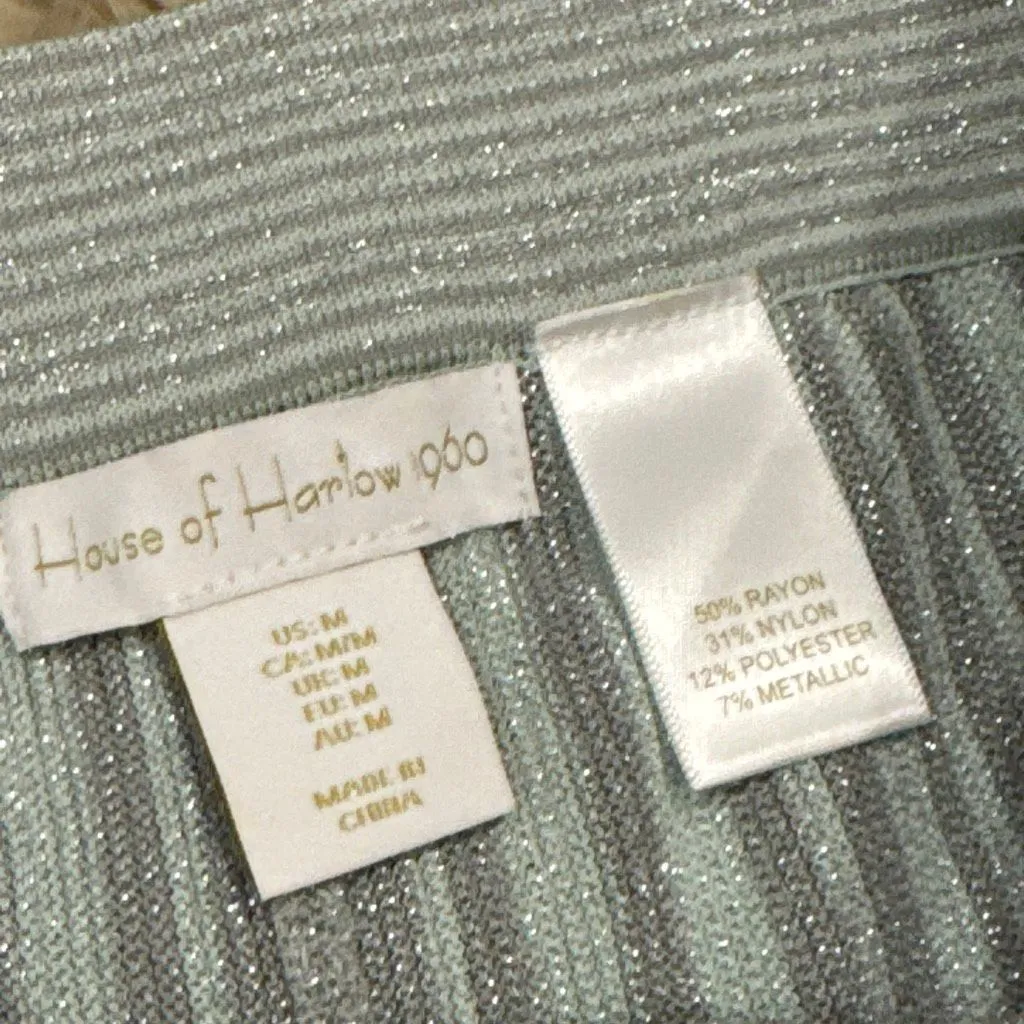 House of Harlow 1960
US: M
CA: M/M
UK: M
EU: M
AU: M
MADE IN
CHINA
50% RAYON
31% NYLON
12% POLYESTER
7% METALLIC